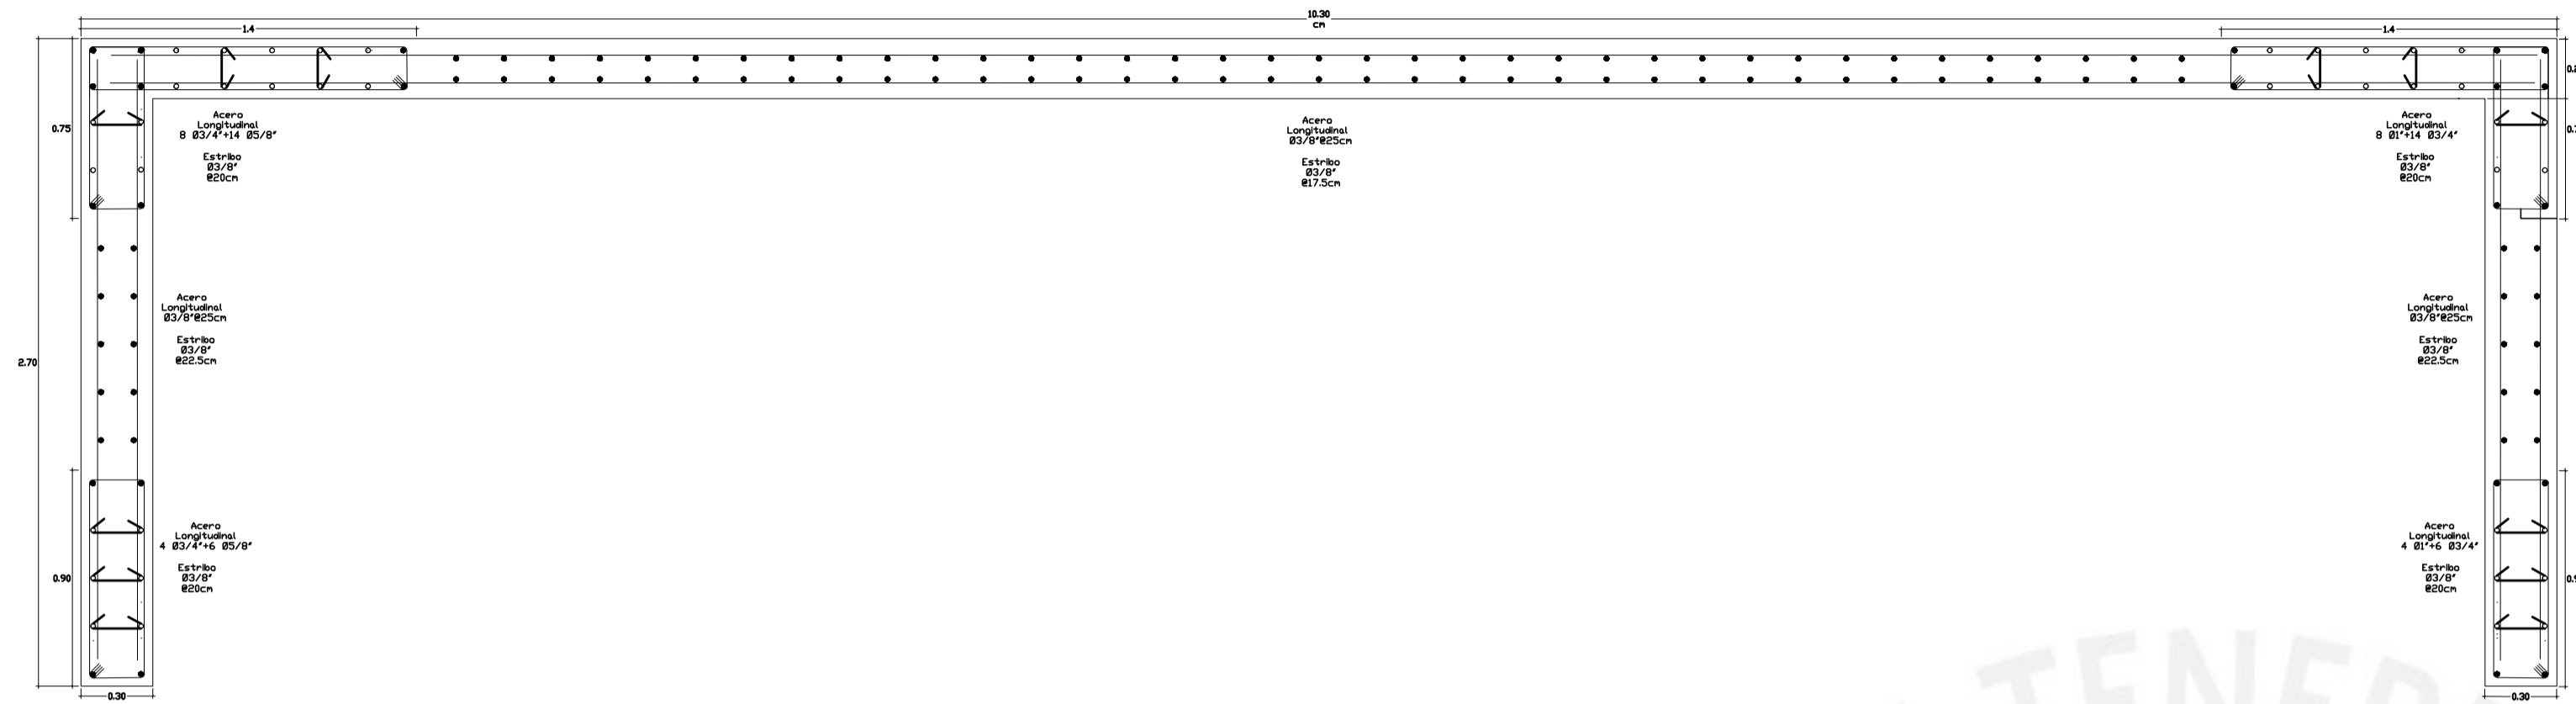 10.30
cm
1.4
1.4
0.75
Acero
Longitudinal
8 Ø3/4"+14 Ø5/8"
Estribo
Ø3/8"
@20cm
Acero
Longitudinal
Ø3/8"@25cm
Estribo
Ø3/8"
@17.5cm
Acero
Longitudinal
8 Ø1"+14 Ø3/4"
Estribo
Ø3/8"
@20cm
2.70
Acero
Longitudinal
Ø3/8"@25cm
Estribo
Ø3/8"
@22.5cm
Acero
Longitudinal
Ø3/8"@25cm
Estribo
Ø3/8"
@22.5cm
0.90
Acero
Longitudinal
4 Ø3/4"+6 Ø5/8"
Estribo
Ø3/8"
@20cm
Acero
Longitudinal
4 Ø1"+6 Ø3/4"
Estribo
Ø3/8"
@20cm
0.30
0.30
TENEB